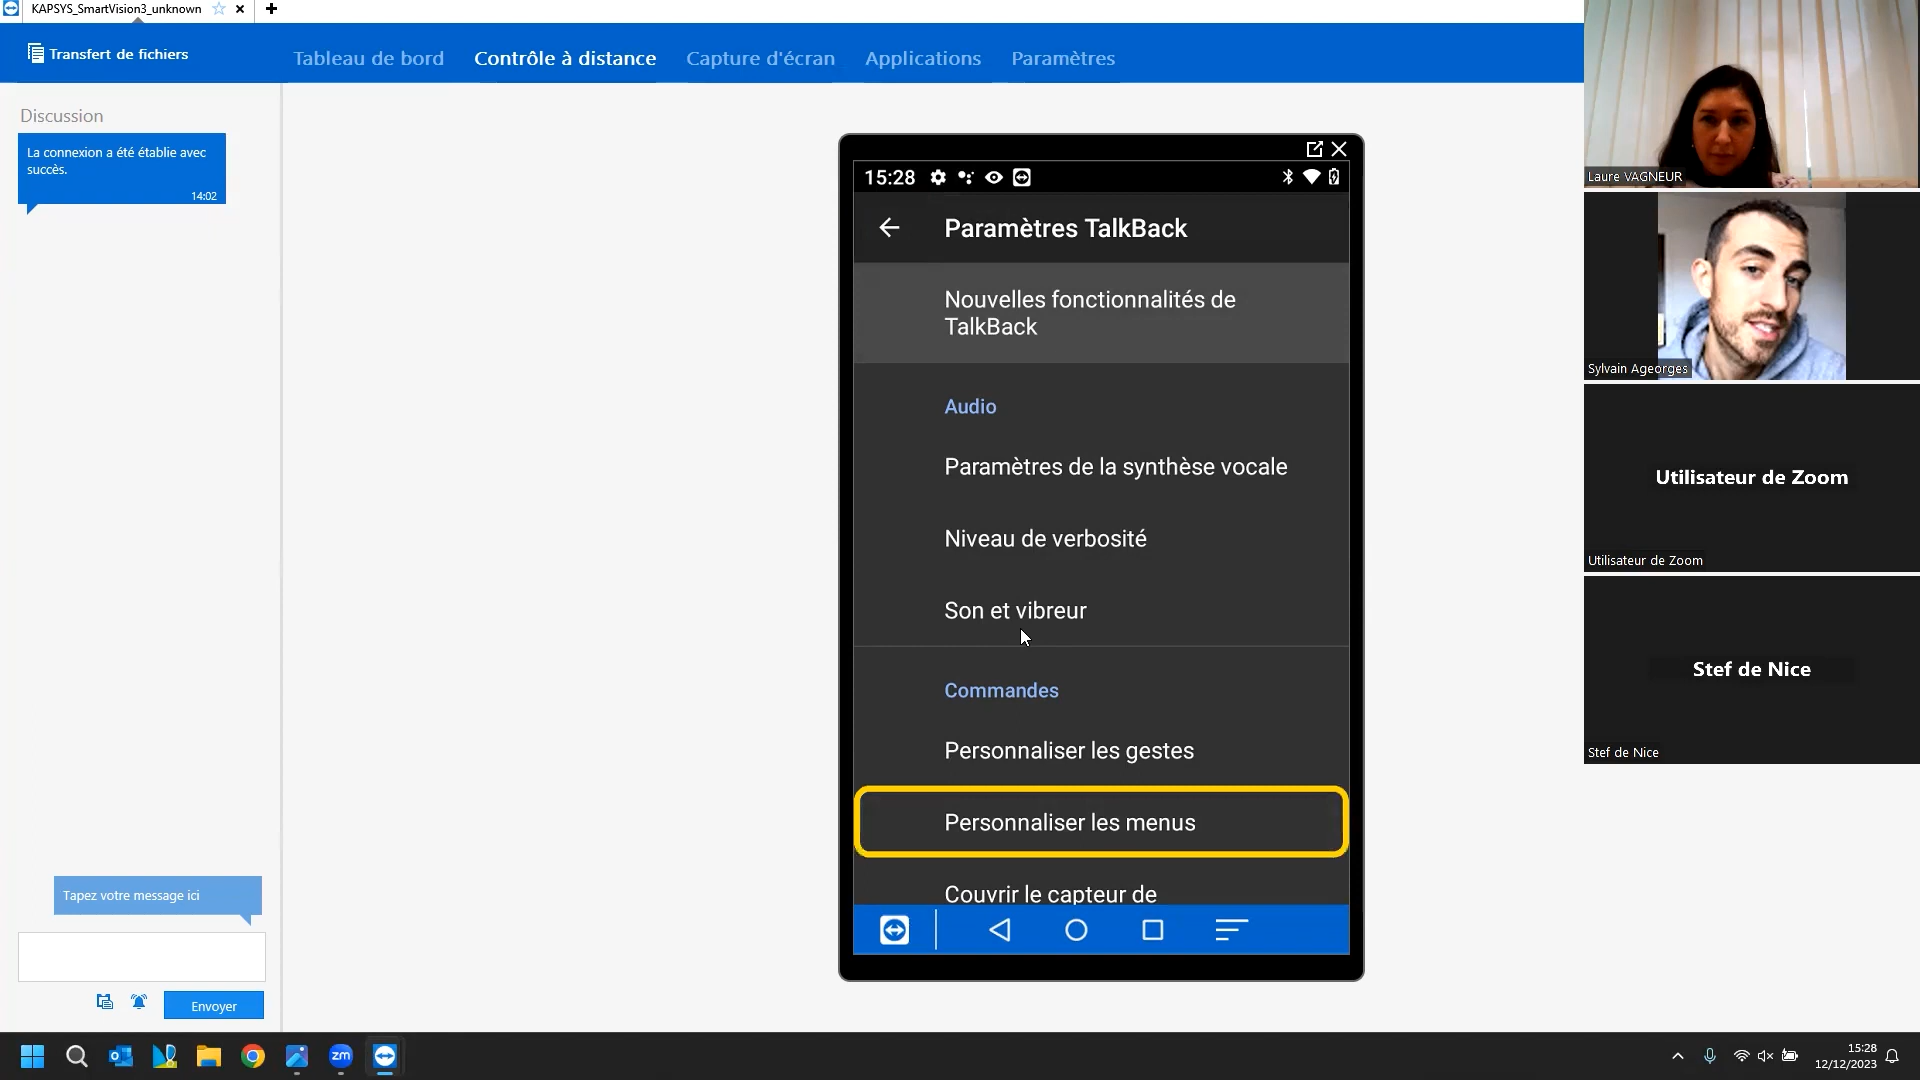 KAPSYS_SmartVision3_unknown
Transfert de fichiers
Tableau de bord
Contrôle à distance
Capture d'écran
Applications
Paramètres
Discussion
La connexion a été établie avec
succès.
14:02
Tapez votre message ici
Envoyer
15:28
Paramètres TalkBack
Nouvelles fonctionnalités de
TalkBack
Audio
Paramètres de la synthèse vocale
Niveau de verbosité
Son et vibreur
Commandes
Personnaliser les gestes
Personnaliser les menus
Couvrir le capteur de
Laure VAGNEUR
Sylvain Ageorges
Utilisateur de Zoom
Utilisateur de Zoom
Stef de Nice
Stef de Nice
zm
15:28
12/12/2023